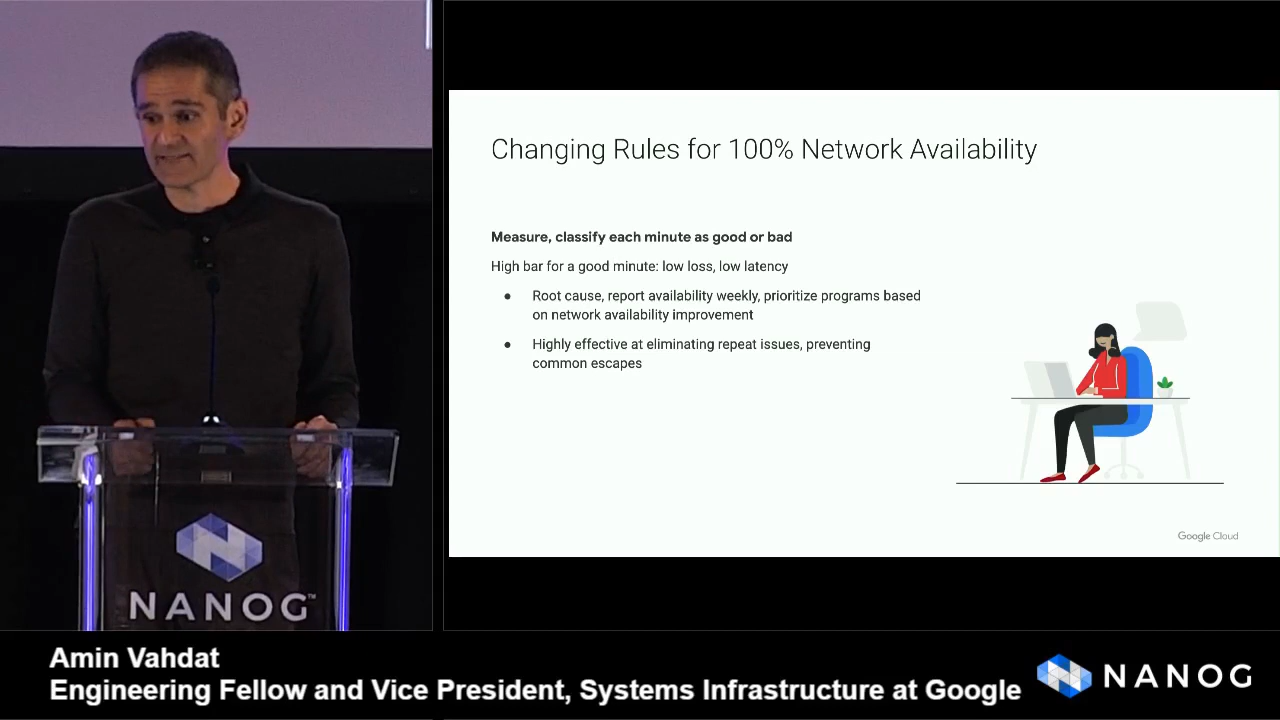 Changing Rules for 100% Network Availability
Measure, classify each minute as good or bad
High bar for a good minute: low loss, low latency
● Root cause, report availability weekly, prioritize programs based
on network availability improvement
● Highly effective at eliminating repeat issues, preventing
common escapes
Google Cloud
NANOG™
Amin Vahdat
Engineering Fellow and Vice President, Systems Infrastructure at Google
NANOG